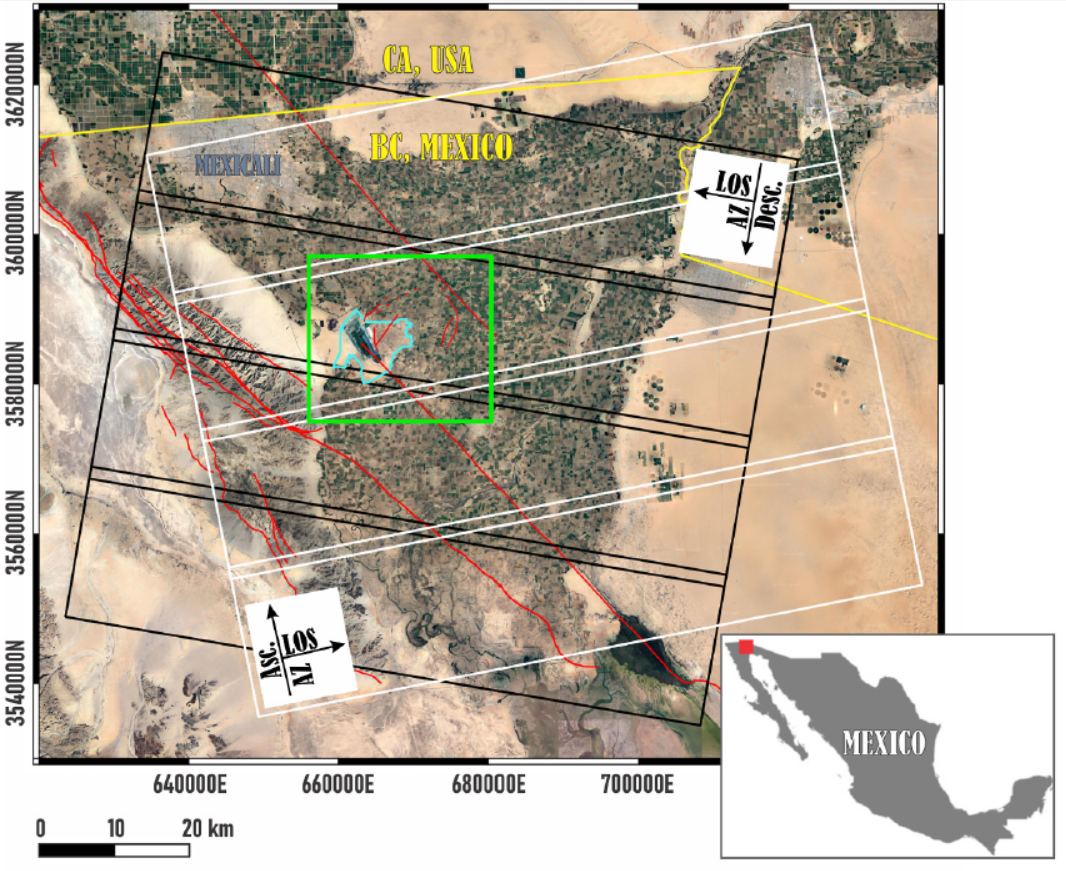 CA, USA
BC, MEXICO
MEXICALI
LOS
AZ
Desc.
Asc.
LOS
AZ
3620000N
3600000N
3580000N
3560000N
3540000N
640000E
660000E
680000E
700000E
0 10 20 km
MEXICO